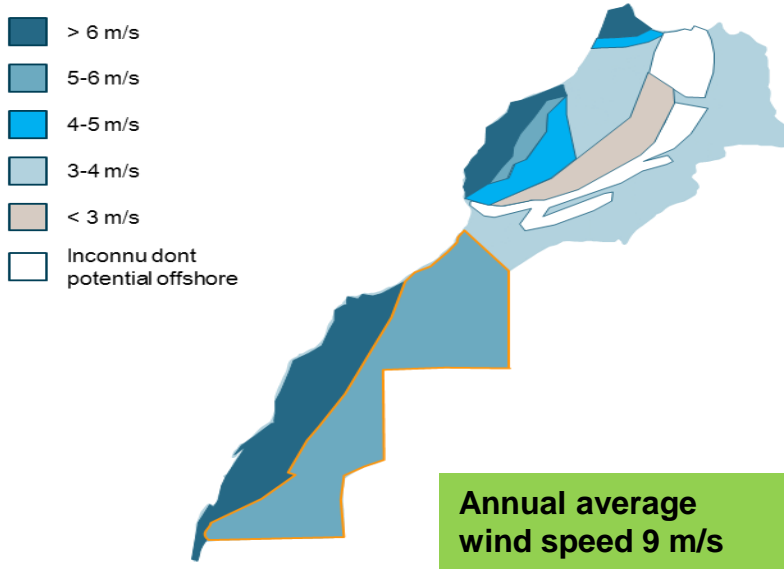 > 6 m/s
5-6 m/s
4-5 m/s
3-4 m/s
< 3 m/s
Inconnu dont
potential offshore
Annual average
wind speed 9 m/s